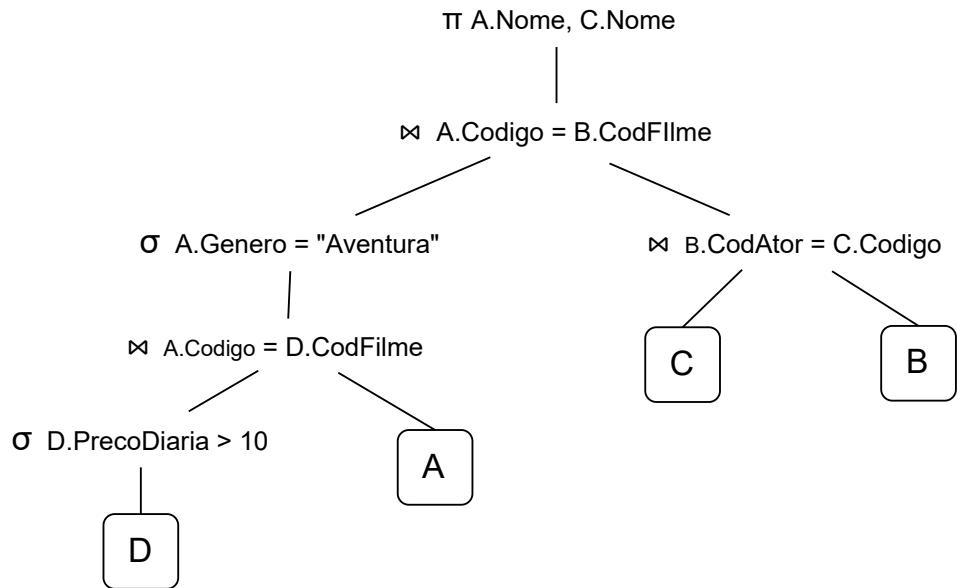 π A.Nome, C.Nome
⋈ A.Codigo = B.CodFIlme
σ A.Genero = "Aventura"
⋈ B.CodAtor = C.Codigo
⋈ A.Codigo = D.CodFilme
C
B
σ D.PrecoDiaria > 10
A
D